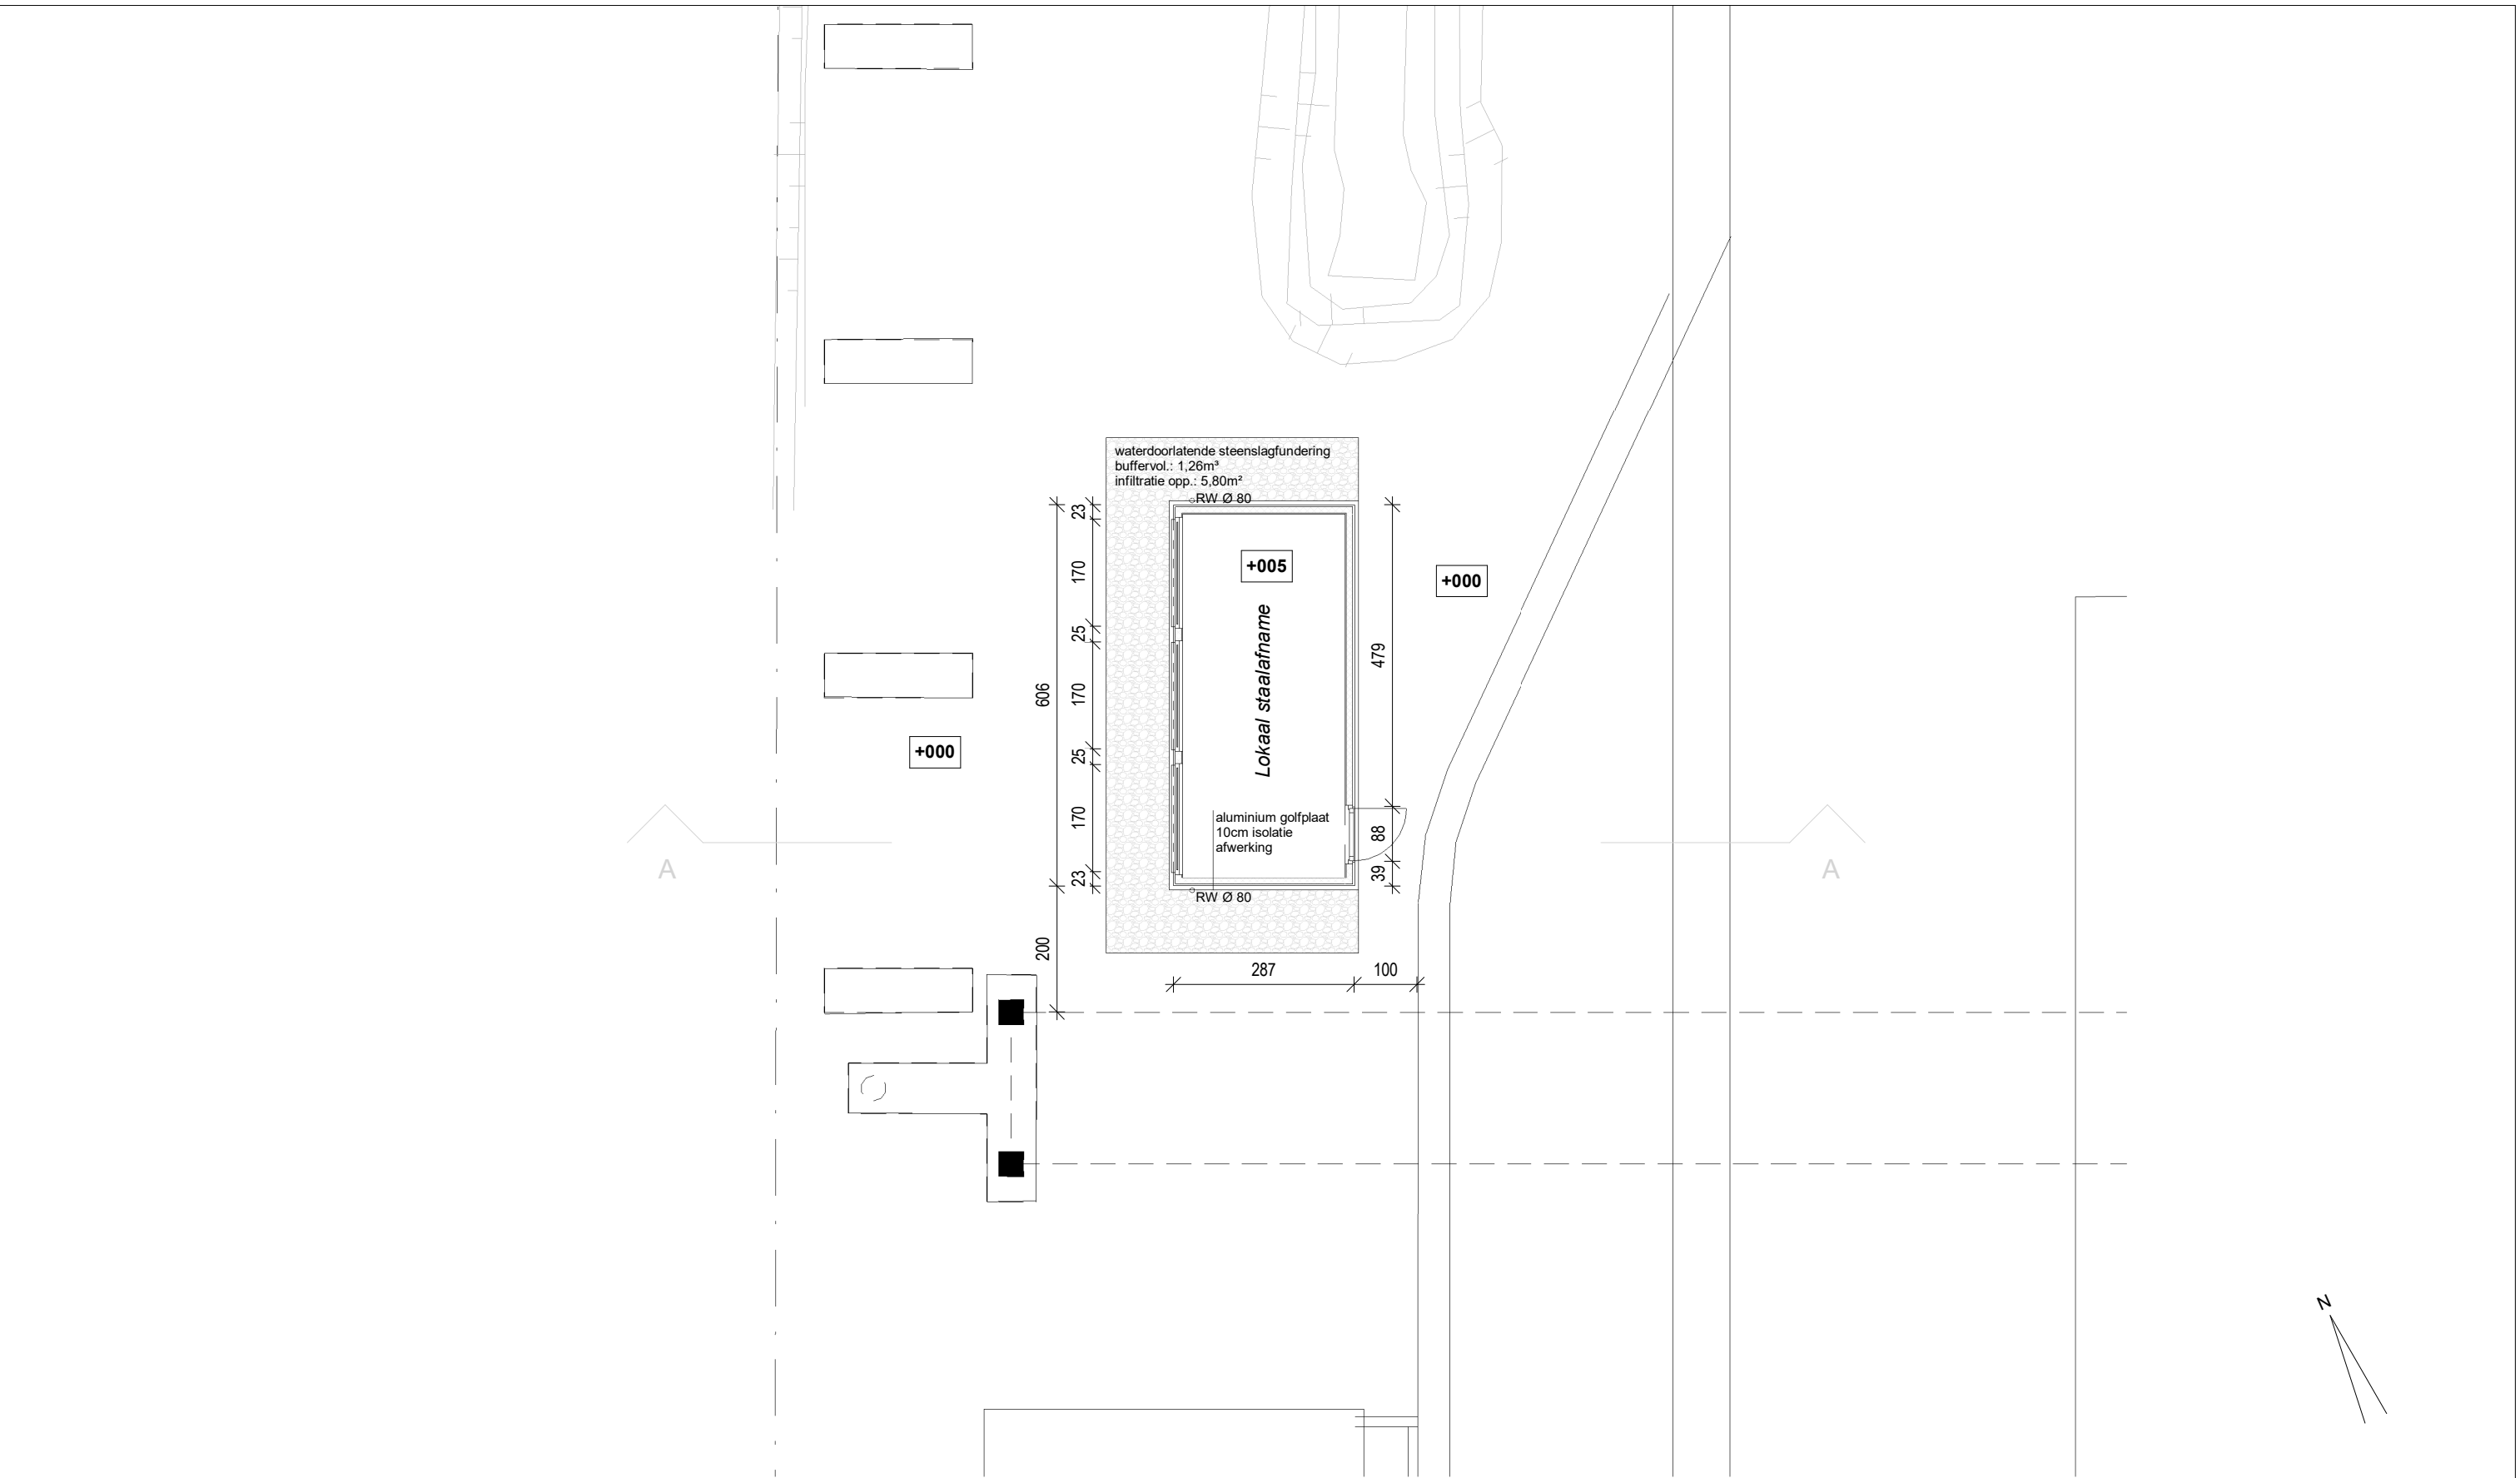 waterdoorlatende steenslagfundering
buffervol.: 1,26m³
infiltratie opp.: 5,80m²
RW Ø 80
23
170
25
170
25
170
23
606
200
+005
+000
Lokaal staalafname
479
88
39
+000
aluminium golfplaat
10cm isolatie
afwerking
A
A
RW Ø 80
287
100
N